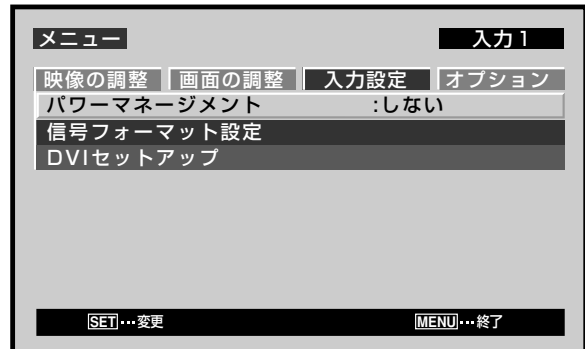 メニュー 入力1
映像の調整 画面の調整 入力設定 オプション
パワーマネージメント :しない
信号フォーマット設定
DVIセットアップ
SET…変更 MENU…終了